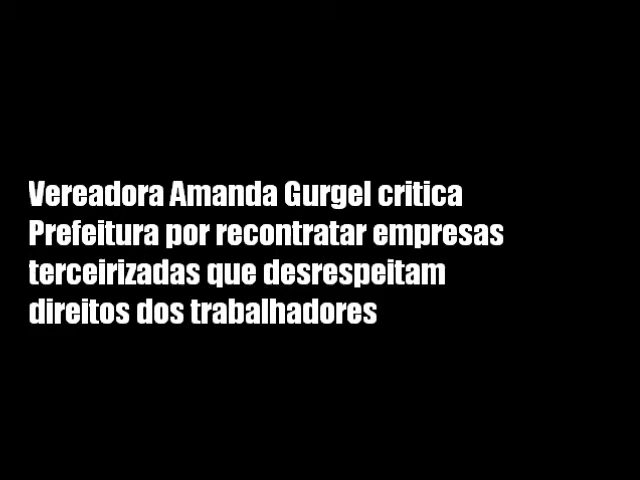 Vereadora Amanda Gurgel critica
Prefeitura por recontratar empresas
terceirizadas que desrespeitam
direitos dos trabalhadores